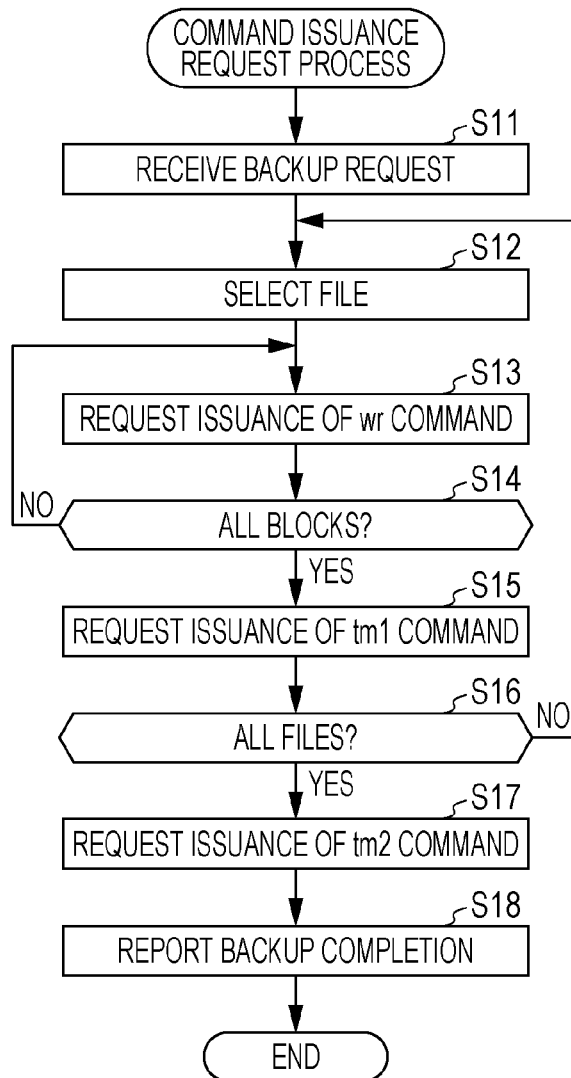 COMMAND ISSUANCE
REQUEST PROCESS
S11
RECEIVE BACKUP REQUEST
S12
SELECT FILE
S13
REQUEST ISSUANCE OF wr COMMAND
S14
NO
ALL BLOCKS?
YES
S15
REQUEST ISSUANCE OF tm1 COMMAND
S16
NO
ALL FILES?
YES
S17
REQUEST ISSUANCE OF tm2 COMMAND
S18
REPORT BACKUP COMPLETION
END